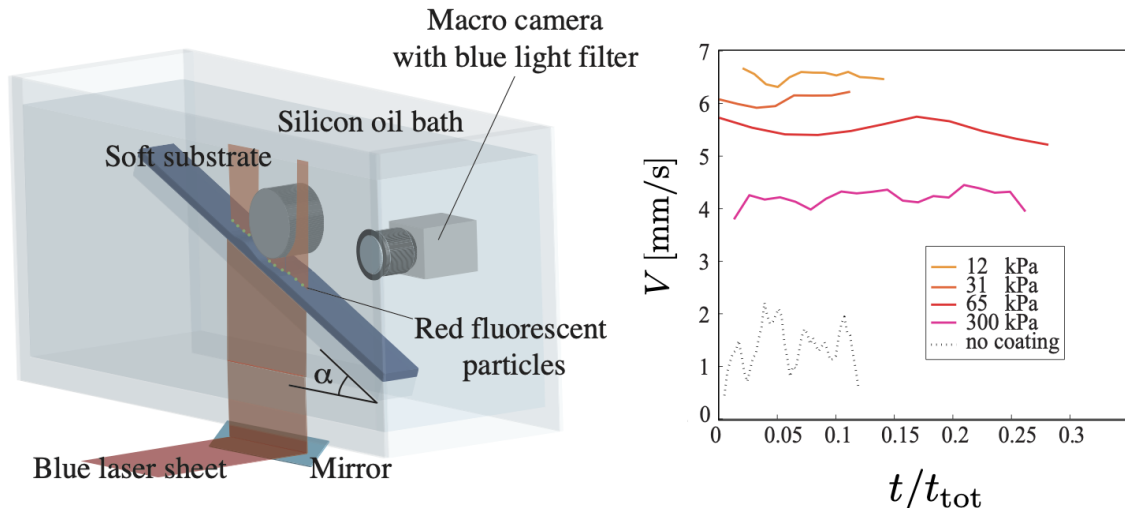 Macro camera
with blue light filter
Silicon oil bath
Soft substrate
Red fluorescent
particles
α
Blue laser sheet
Mirror
7
6
5
4
3
2
1
0
V [mm/s]
12 kPa
31 kPa
65 kPa
300 kPa
no coating
0
0.05
0.1
0.15
0.2
0.25
0.3
t/t_tot